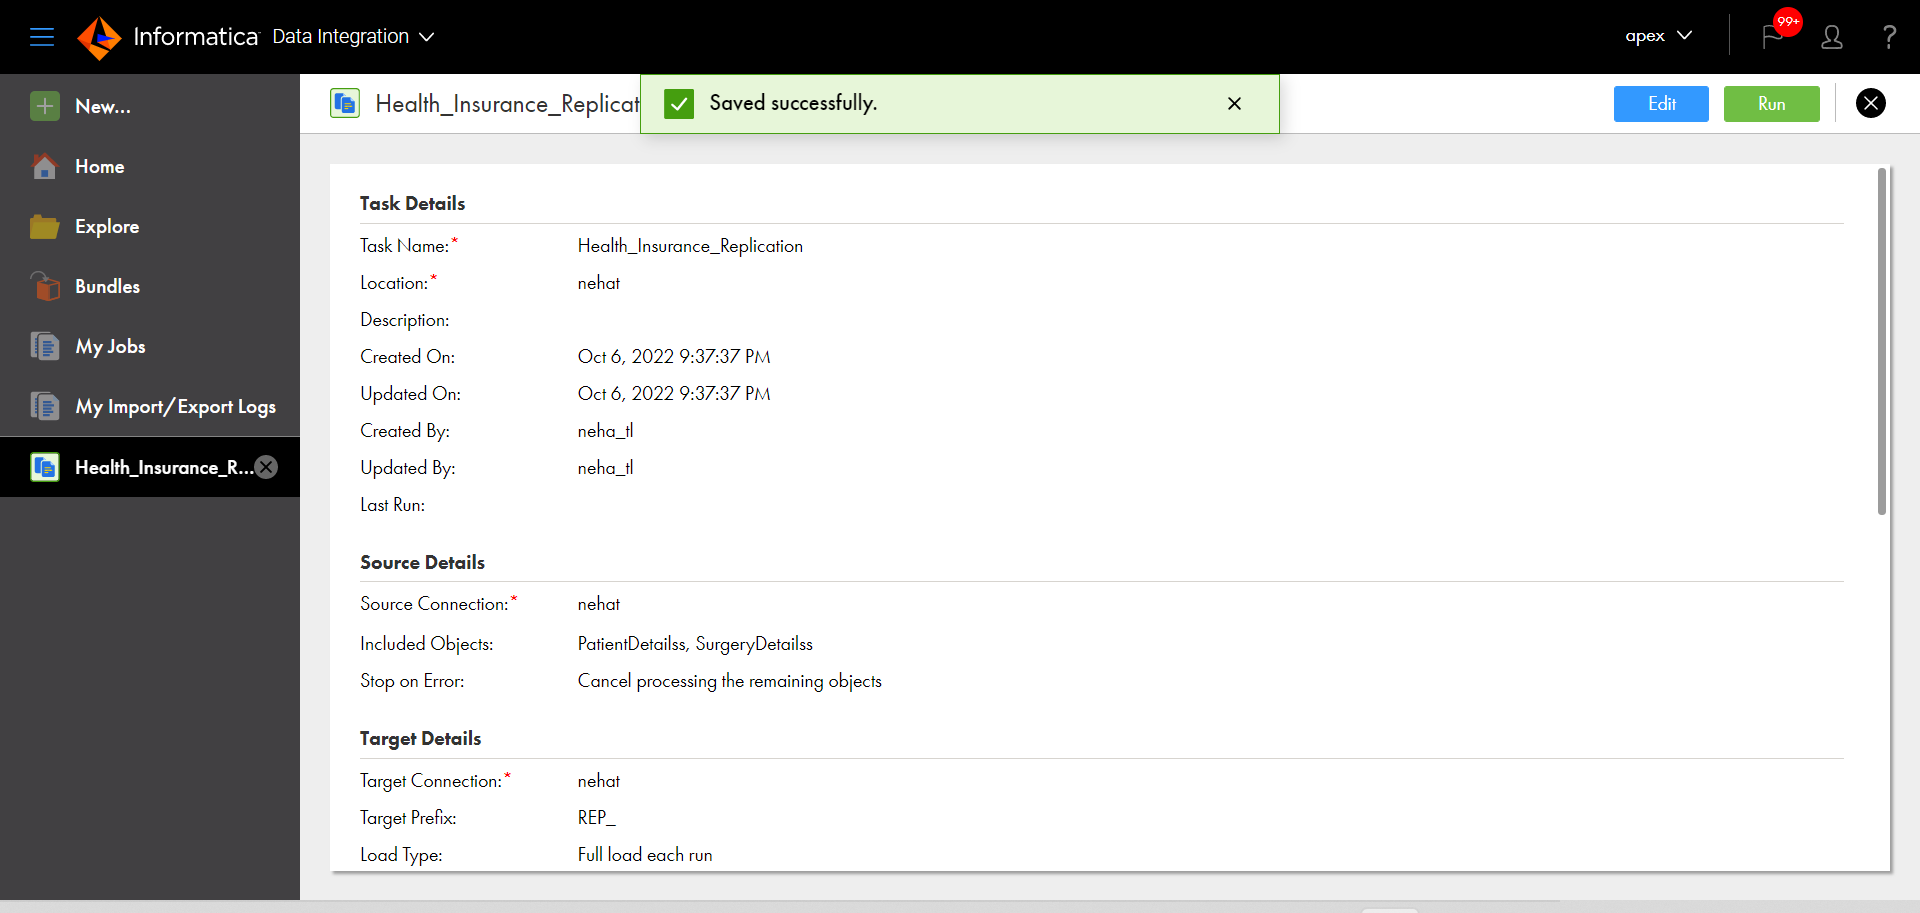 Informatica Data Integration
apex
99+
?
New...
Home
Explore
Bundles
My Jobs
My Import/Export Logs
Health_Insurance_R...
Health_Insurance_Replicat
Saved successfully.
Edit
Run
Task Details
Task Name:* Health_Insurance_Replication
Location:* nehat
Description:
Created On: Oct 6, 2022 9:37:37 PM
Updated On: Oct 6, 2022 9:37:37 PM
Created By: neha_tl
Updated By: neha_tl
Last Run:
Source Details
Source Connection:* nehat
Included Objects: PatientDetailss, SurgeryDetailss
Stop on Error: Cancel processing the remaining objects
Target Details
Target Connection:* nehat
Target Prefix: REP_
Load Type: Full load each run